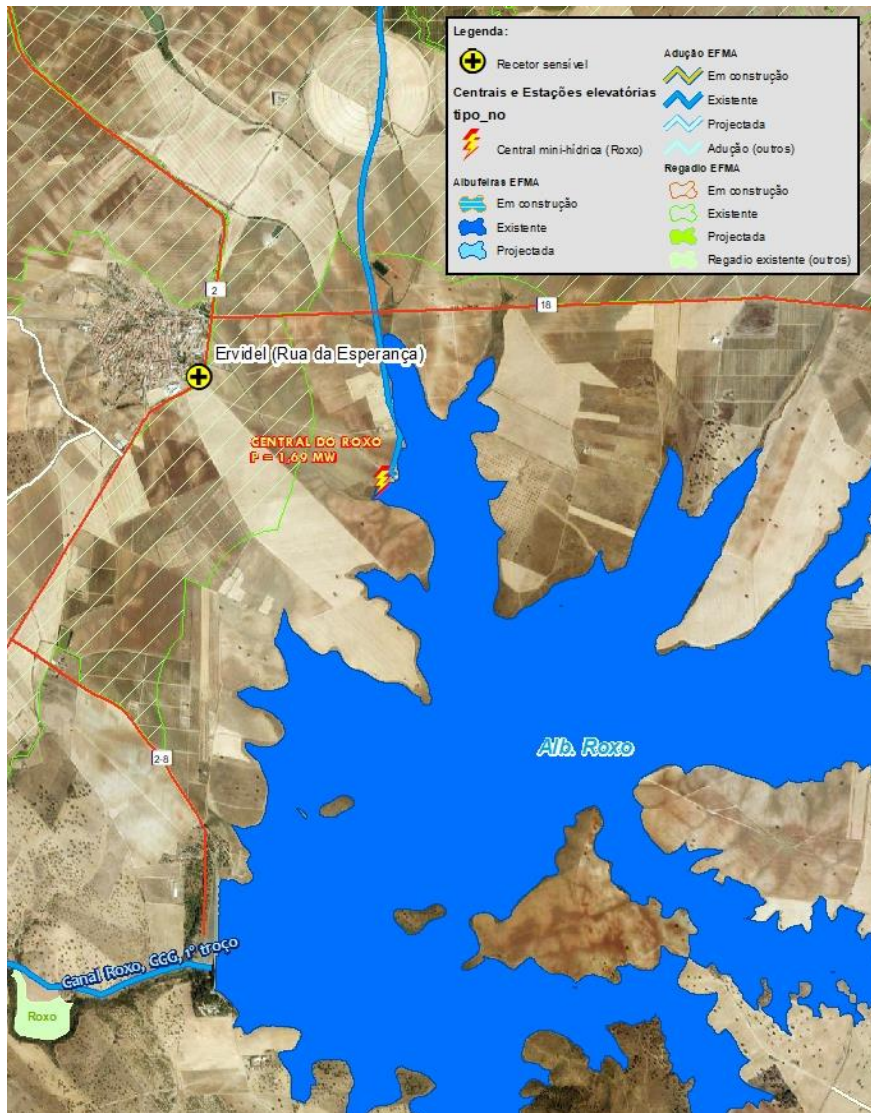 Legenda:
Recetor sensível
Centrais e Estações elevatórias
tipo_no
Central mini-hídrica (Roxo)
Albufeiras EFMA
Em construção
Existente
Projectada
Adução EFMA
Em construção
Existente
Projectada
Adução (outros)
Regadio EFMA
Em construção
Existente
Projectada
Regadio existente (outros)
2
18
Ervidel (Rua da Esperança)
CENTRAL DO ROXO
P = 1,69 MW
Alb. Roxo
2-8
Canal Roxo, CGG, 1º troço
Roxo